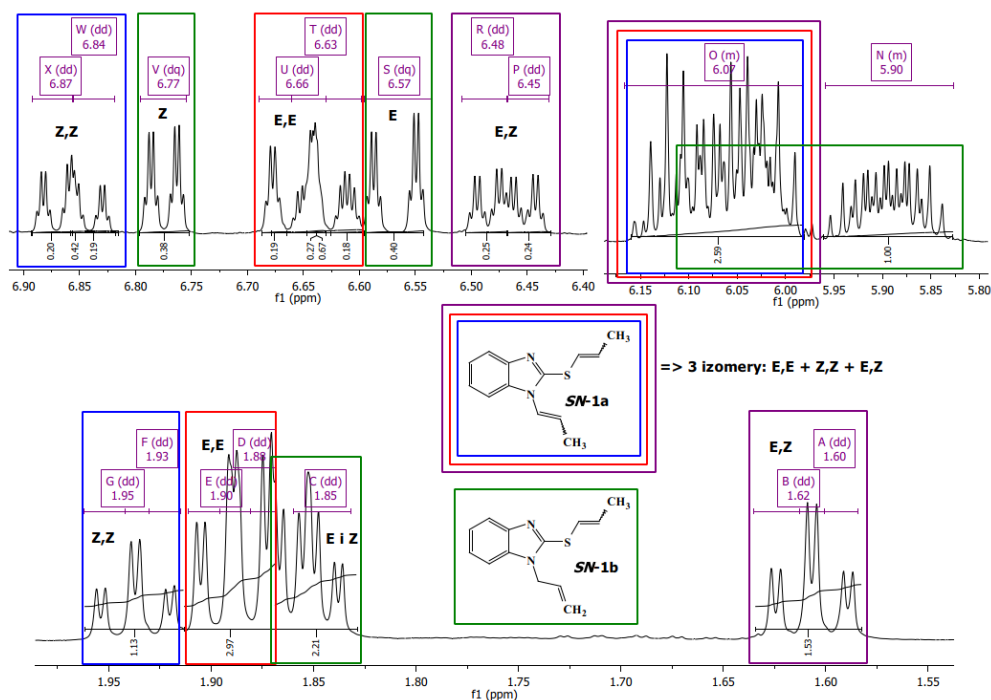 W (dd)
6.84
X (dd)
6.87
V (dq)
6.77
T (dd)
6.63
U (dd)
6.66
S (dq)
6.57
R (dd)
6.48
P (dd)
6.45
O (m)
6.07
N (m)
5.90
Z,Z
Z
E,E
E
E,Z
0.20
0.42
0.19
0.38
0.19
0.27
0.67
0.18
0.40
0.25
0.24
2.99
1.00
6.90 6.85 6.80 6.75 6.70 6.65 6.60 6.55 6.50 6.45 6.40
f1 (ppm)
6.15 6.10 6.05 6.00 5.95 5.90 5.85 5.80
f1 (ppm)
CH₃
N
S
N
SN-1a
CH₃
=> 3 izomery: E,E + Z,Z + E,Z
CH₃
N
S
N
SN-1b
CH₂
F (dd)
1.93
G (dd)
1.95
D (dd)
1.88
E (dd)
1.90
C (dd)
1.85
A (dd)
1.60
B (dd)
1.62
Z,Z
E,E
E i Z
E,Z
1.13
2.97
2.21
1.53
1.95 1.90 1.85 1.80 1.75 1.70 1.65 1.60 1.55
f1 (ppm)